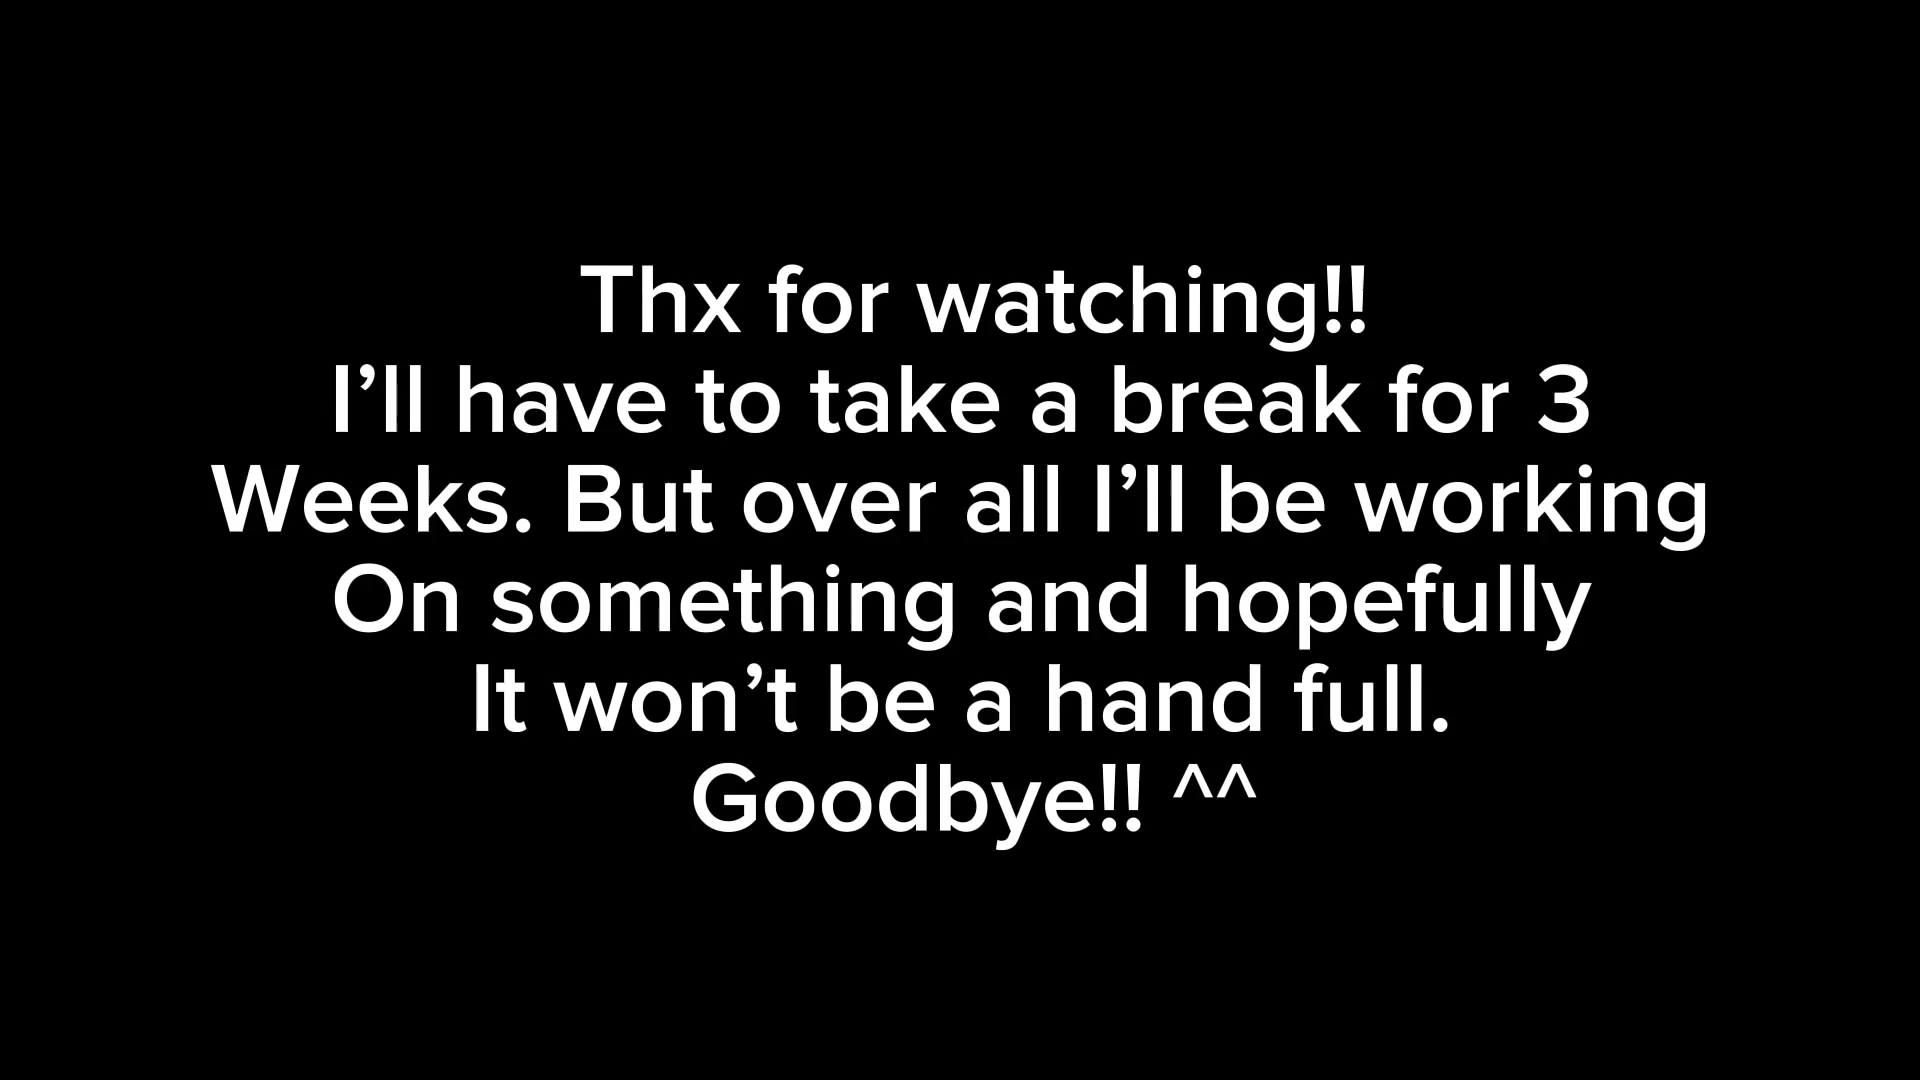 Thx for watching!!
I’ll have to take a break for 3
Weeks. But over all I’ll be working
On something and hopefully
It won’t be a hand full.
Goodbye!! ^^